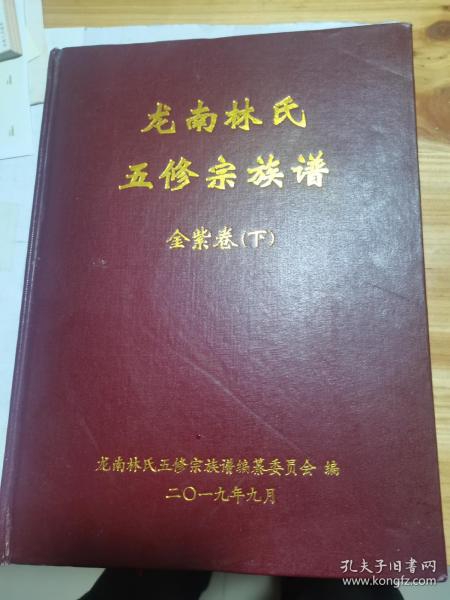 龙南林氏
五修宗族谱
金紫卷(下)
龙南林氏五修宗族谱编纂委员会 编
二〇一九年九月
孔夫子旧书网
www.kongfz.com